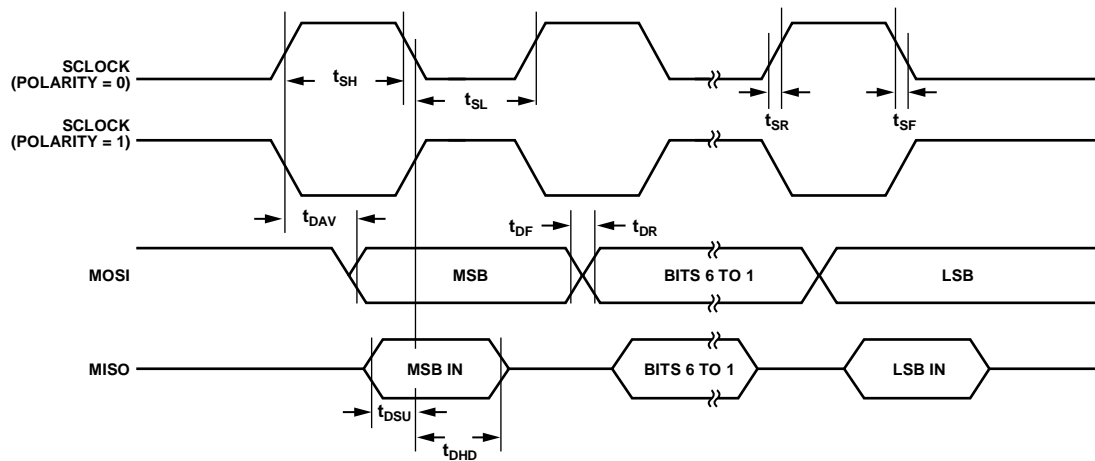 SCLOCK
(POLARITY = 0)
tSH
tSL
tSR
tSF
SCLOCK
(POLARITY = 1)
tDAV
tDF
tDR
MOSI
MSB
BITS 6 TO 1
LSB
MISO
MSB IN
BITS 6 TO 1
LSB IN
tDSU
tDHD